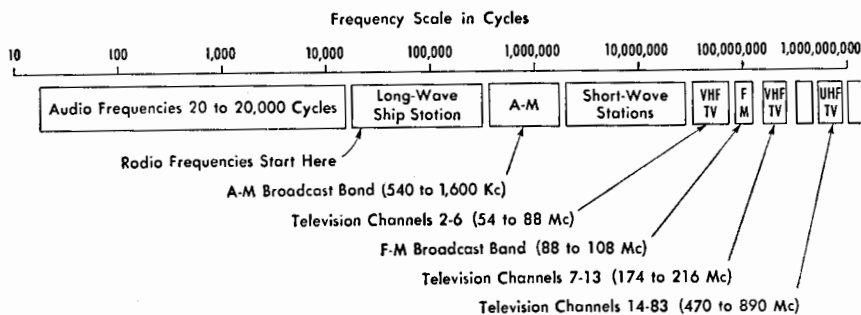 Frequency Scale in Cycles
10 100 1,000 10,000 100,000 1,000,000 10,000,000 100,000,000 1,000,000,000
Audio Frequencies 20 to 20,000 Cycles
Long-Wave
Ship Station
A-M
Short-Wave
Stations
VHF
TV
F
M
VHF
TV
UHF
TV
Rodio Frequencies Start Here
A-M Broadcast Bond (540 to 1,600 Kc)
Television Channels 2-6 (54 to 88 Mc)
F-M Broadcast Band (88 to 108 Mc)
Television Channels 7-13 (174 to 216 Mc)
Television Channels 14-83 (470 to 890 Mc)